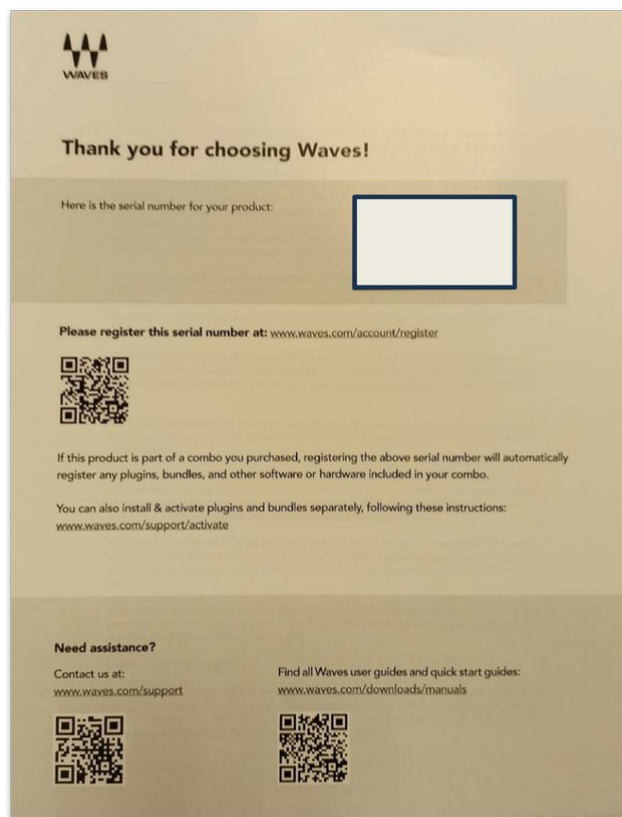 WAVES
Thank you for choosing Waves!
Here is the serial number for your product:
Please register this serial number at: www.waves.com/account/register
If this product is part of a combo you purchased, registering the above serial number will automatically
register any plugins, bundles, and other software or hardware included in your combo.
You can also install & activate plugins and bundles separately, following these instructions:
www.waves.com/support/activate
Need assistance?
Contact us at:
www.waves.com/support
Find all Waves user guides and quick start guides:
www.waves.com/downloads/manuals